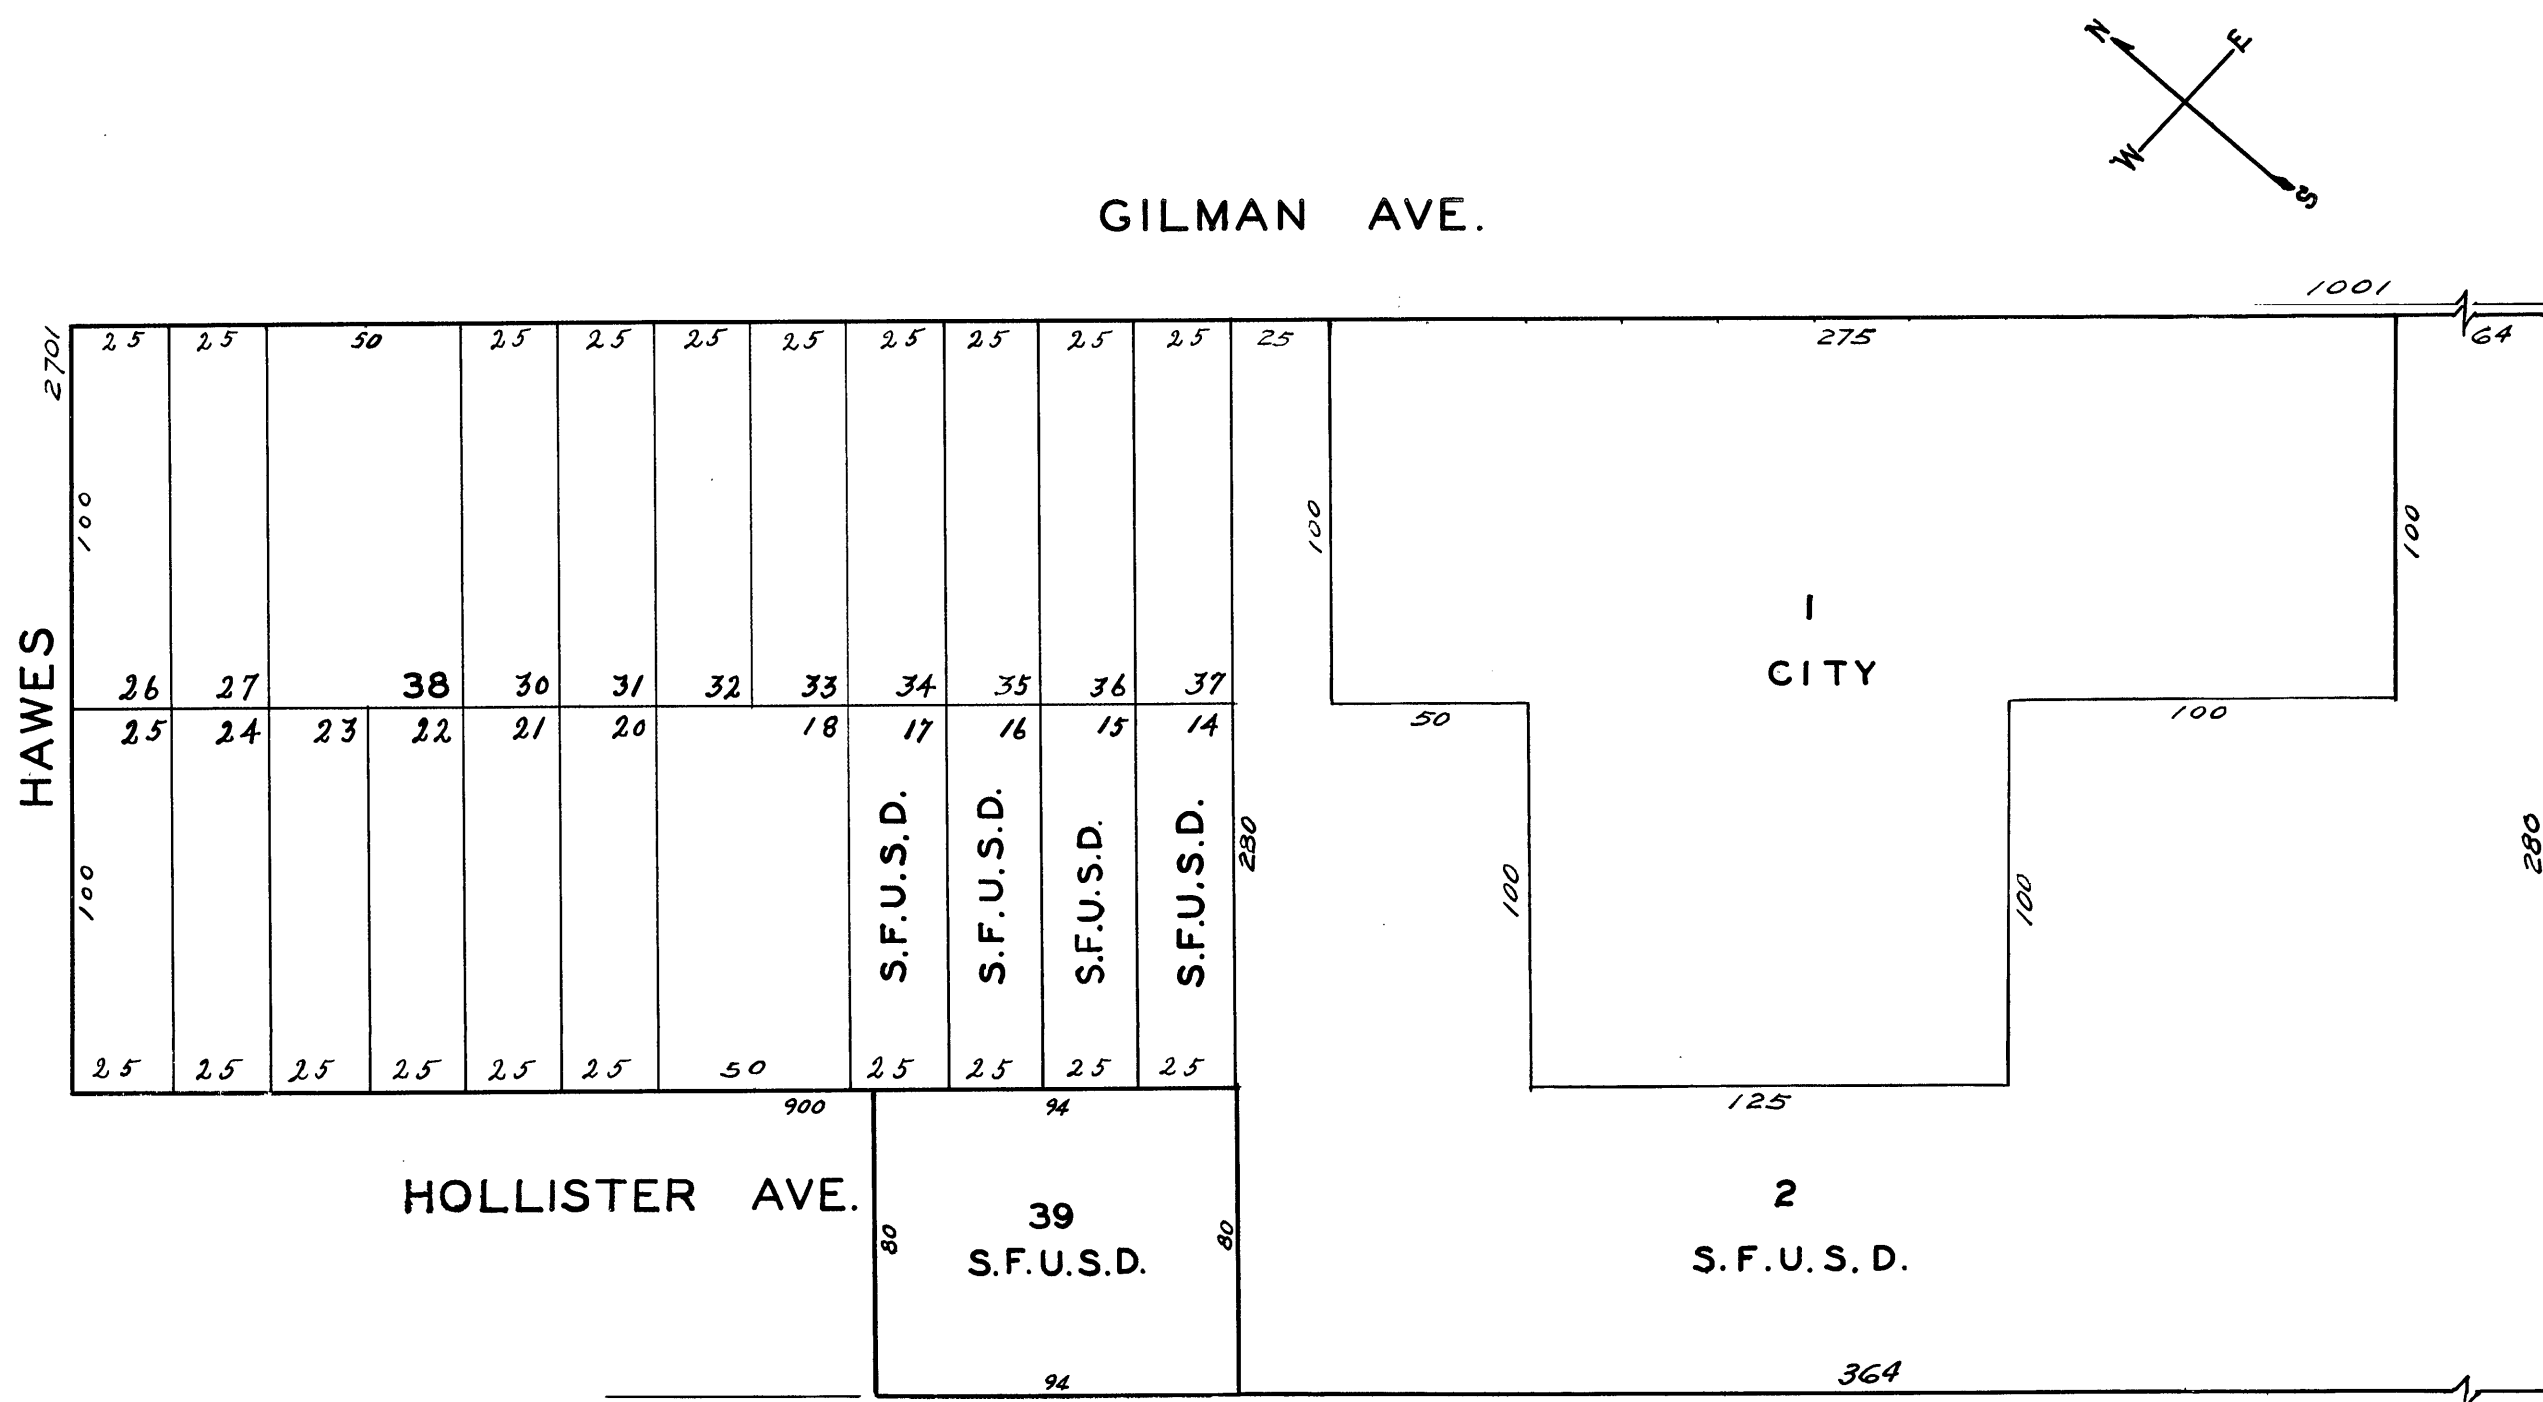 N E
W S
GILMAN AVE.
1001
2701
25 25 50 25 25 25 25 25 25 25 25 25 275 64
100 100 100
1
CITY
HAWES
26 27 38 30 31 32 33 34 35 36 37
50 100
25 24 23 22 21 20 18 17 16 15 14
S.F.U.S.D. S.F.U.S.D. S.F.U.S.D. S.F.U.S.D.
280 280
100 100 100
25 25 25 25 25 25 50 25 25 25 25
900 94 125
HOLLISTER AVE.
39
S.F.U.S.D.
80 80
2
S.F.U.S.D.
94 364